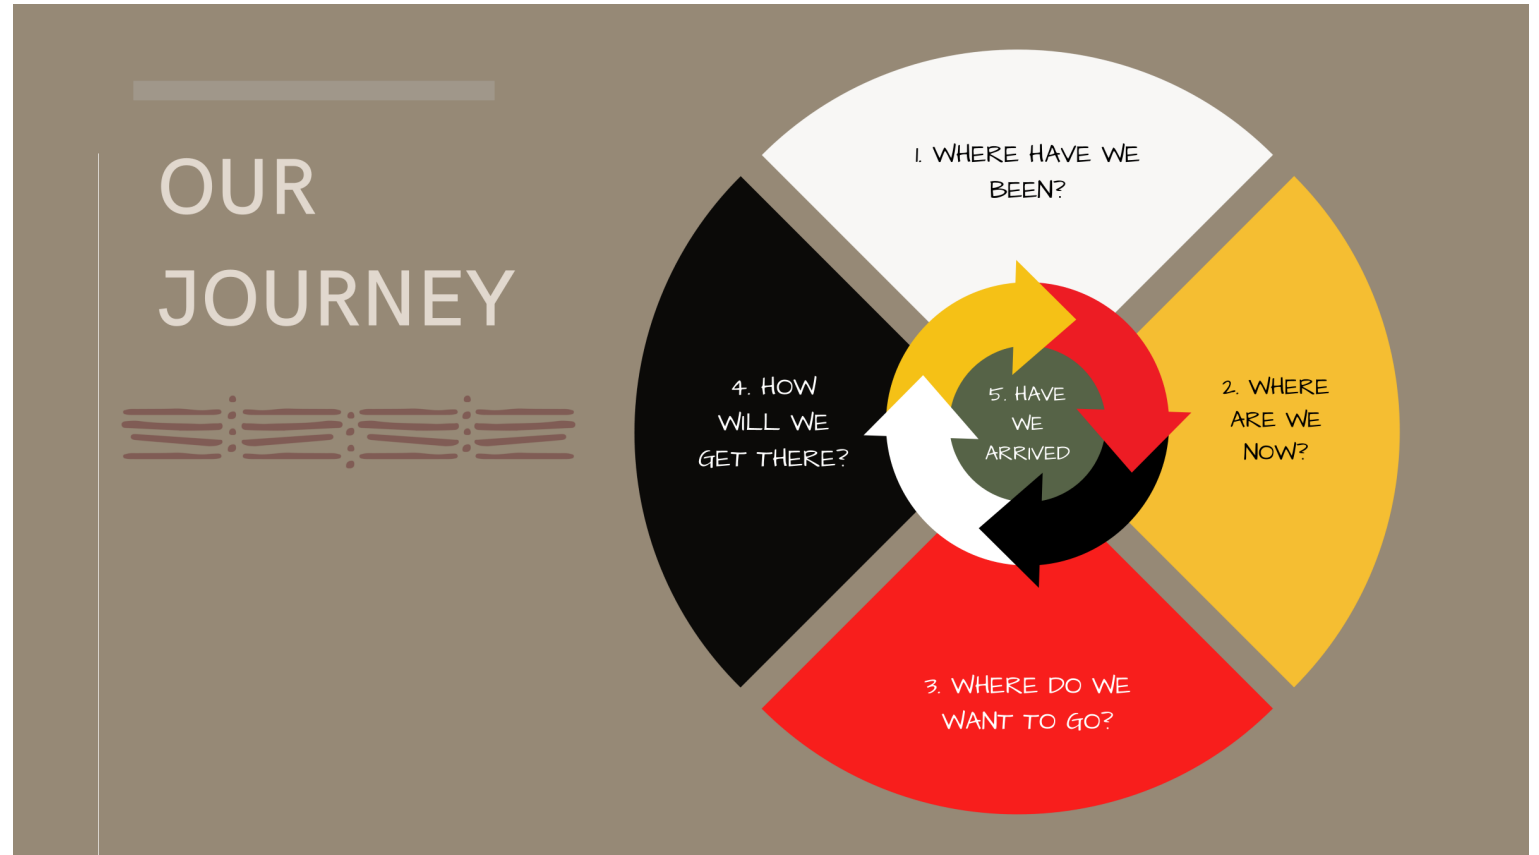 OUR
JOURNEY
1. WHERE HAVE WE
BEEN?
2. WHERE
ARE WE
NOW?
3. WHERE DO WE
WANT TO GO?
4. HOW
WILL WE
GET THERE?
5. HAVE
WE
ARRIVED